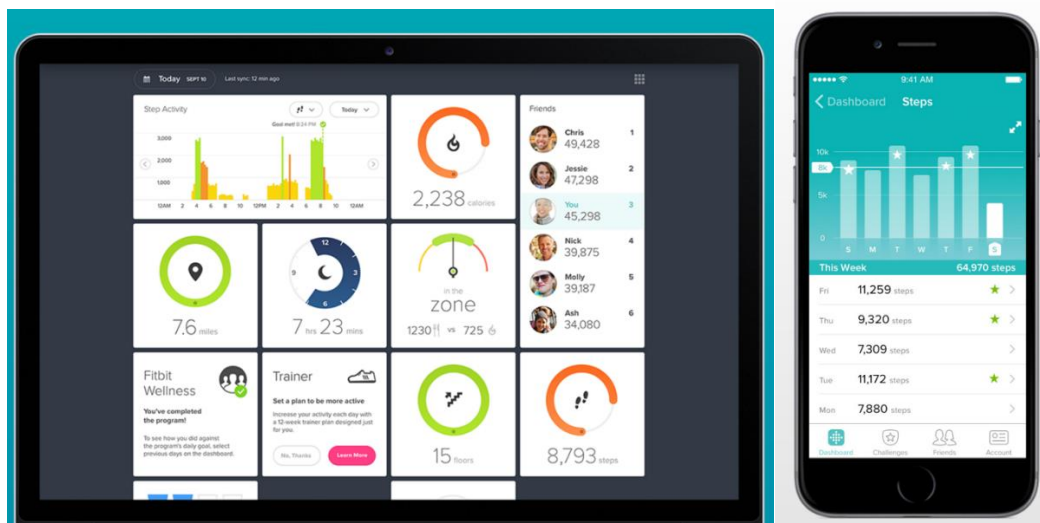 Today SEPT 10 Last sync: 12 min ago
Step Activity
Today
Goal met! 8:34 PM
3,000
2,000
1,000
12AM 2 4 6 8 10 12PM 2 4 6 8 10 12AM
2,238 calories
Friends
Chris 1
49,428
Jessie 2
47,298
You 3
45,298
Nick 4
39,875
Molly 5
39,187
Ash 6
34,080
7.6 miles
12
9 3
6
7 hrs 23 mins
in the
zone
1230 vs 725
Fitbit
Wellness
You've completed
the program!
To see how you did against
the program's daily goal, select
previous days on the dashboard.
Trainer
Set a plan to be more active
Increase your activity each day with
a 12-week trainer plan designed just
for you.
No, Thanks Learn More
15 floors
8,793 steps
9:41 AM
Dashboard Steps
10k
8k
5k
0
S M T W T F S
This Week 64,970 steps
Fri 11,259 steps
Thu 9,320 steps
Wed 7,309 steps
Tue 11,172 steps
Mon 7,880 steps
Dashboard Challenges Friends Account